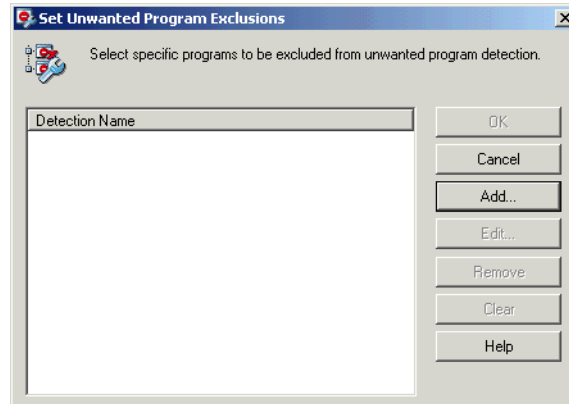 Set Unwanted Program Exclusions
Select specific programs to be excluded from unwanted program detection.
Detection Name
OK
Cancel
Add...
Edit...
Remove
Clear
Help